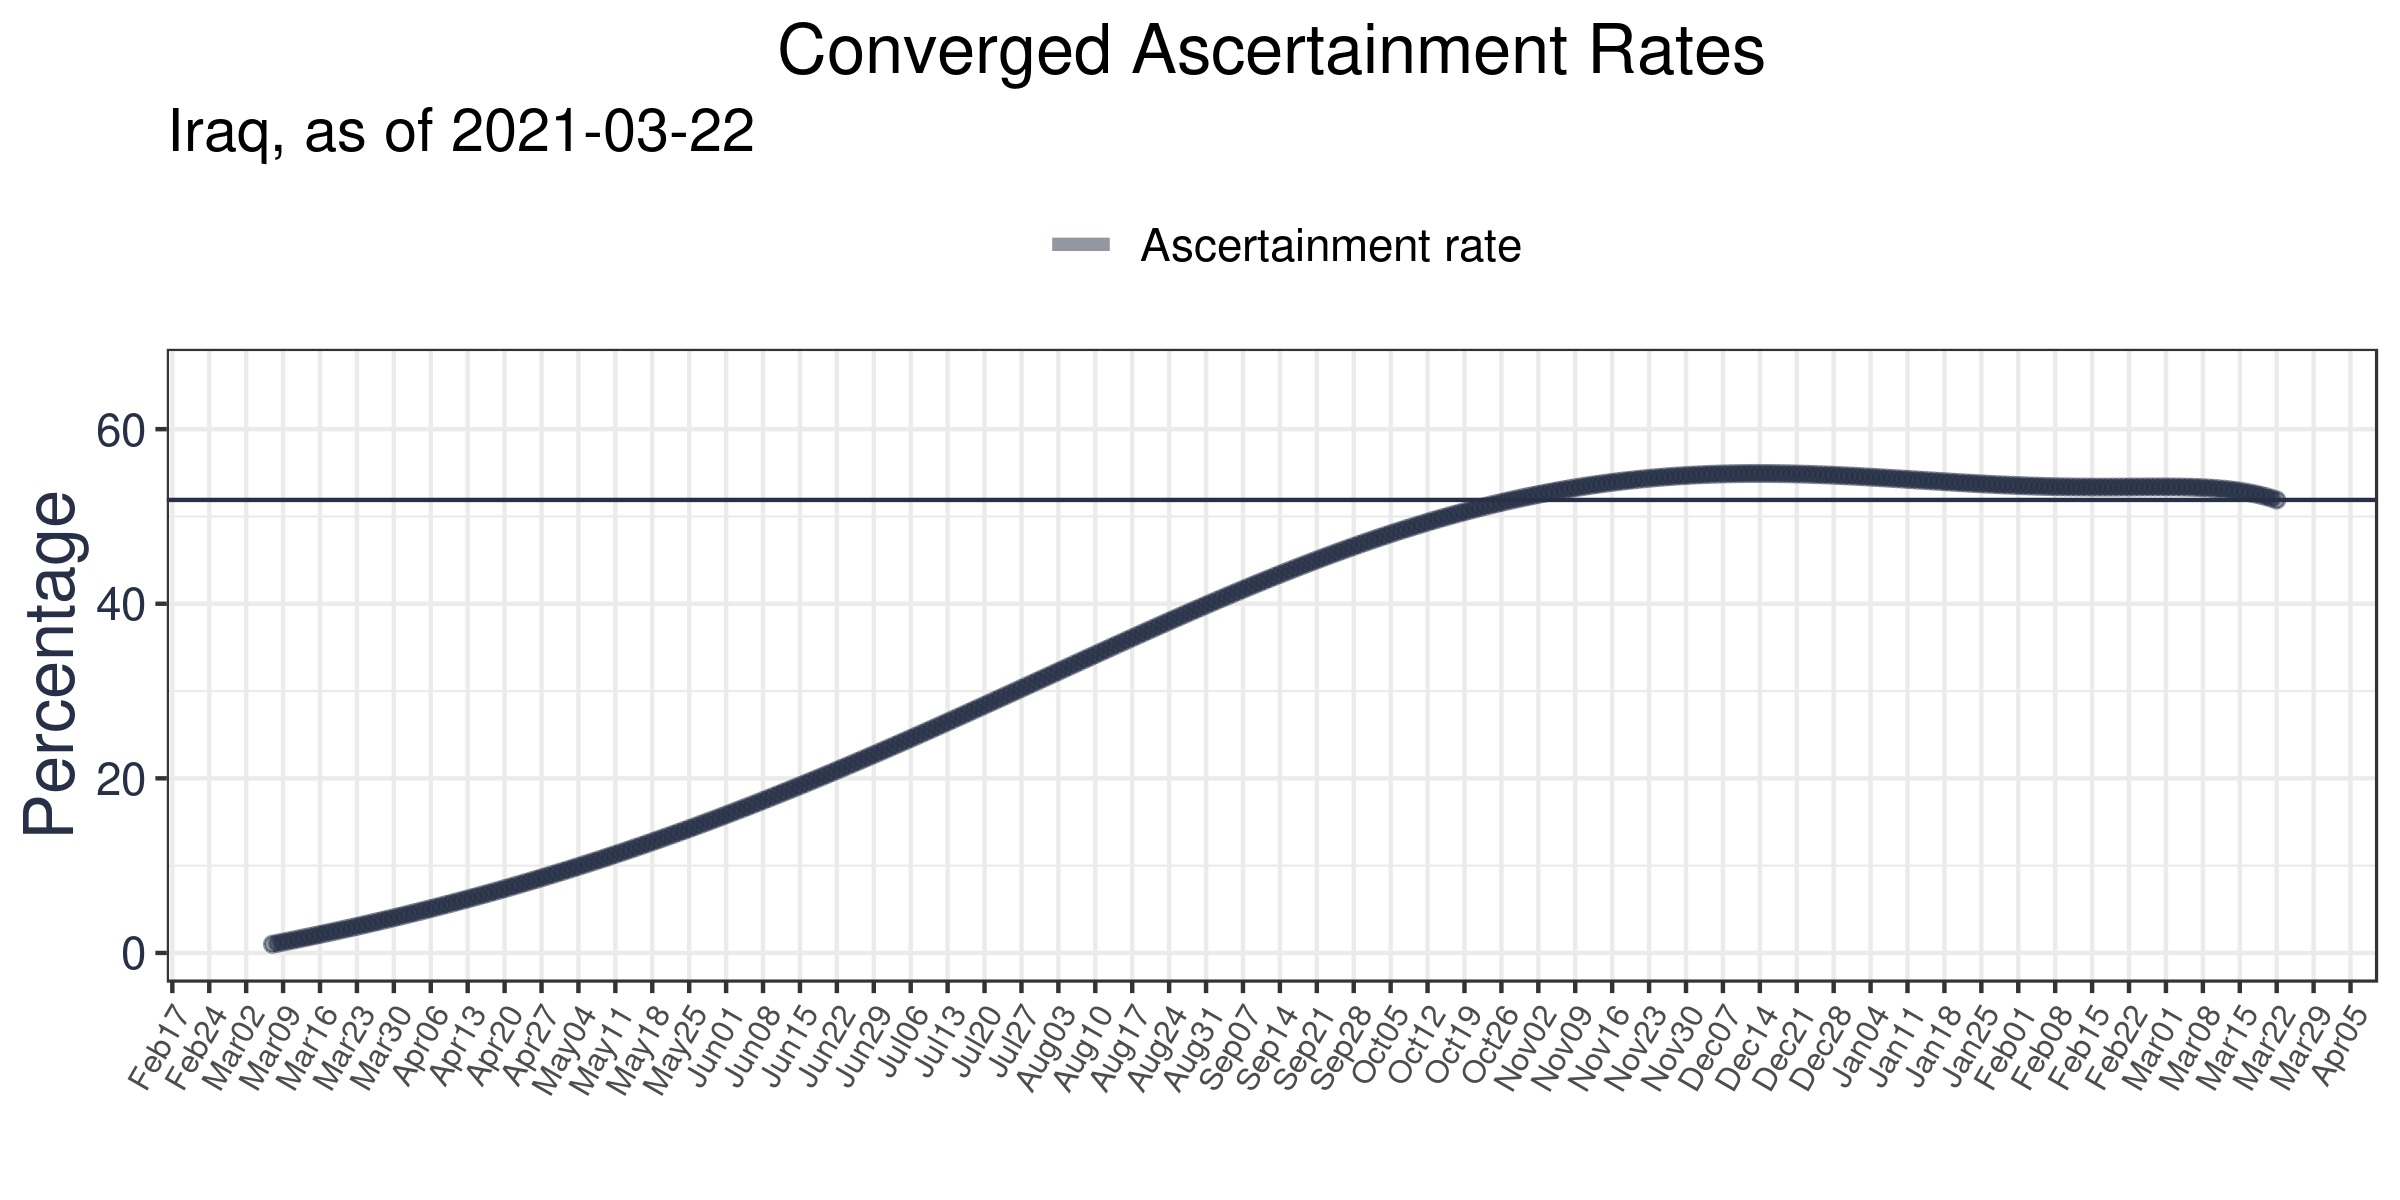 Converged Ascertainment Rates
Iraq, as of 2021-03-22
Ascertainment rate
Percentage
60
40
20
0
Feb17 Feb24 Mar02 Mar09 Mar16 Mar23 Mar30 Apr06 Apr13 Apr20 Apr27 May04 May11 May18 May25 Jun01 Jun08 Jun15 Jun22 Jun29 Jul06 Jul13 Jul20 Jul27 Aug03 Aug10 Aug17 Aug24 Aug31 Sep07 Sep14 Sep21 Sep28 Oct05 Oct12 Oct19 Oct26 Nov02 Nov09 Nov16 Nov23 Nov30 Dec07 Dec14 Dec21 Dec28 Jan04 Jan11 Jan18 Jan25 Feb01 Feb08 Feb15 Feb22 Mar01 Mar08 Mar15 Mar22 Mar29 Apr05